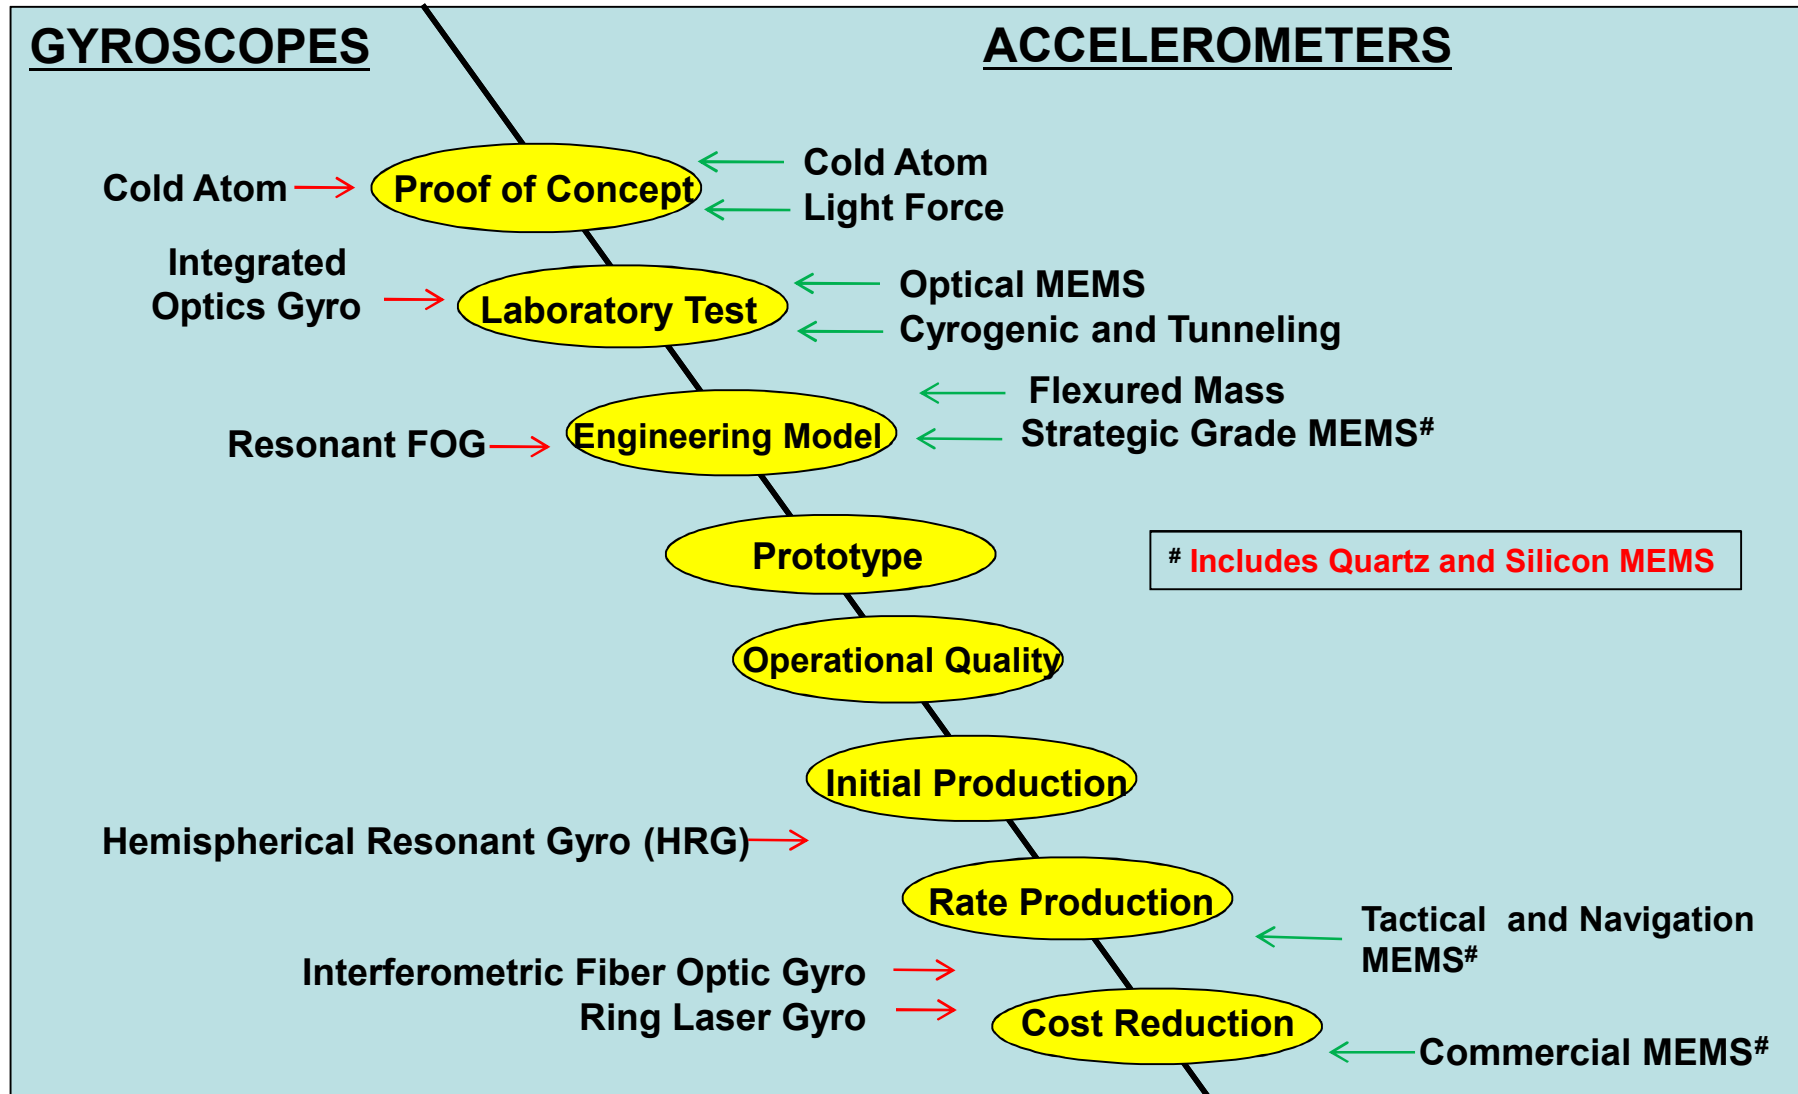 GYROSCOPES
ACCELEROMETERS
Cold Atom
Proof of Concept
Cold Atom
Light Force
Integrated
Optics Gyro
Laboratory Test
Optical MEMS
Cyrogenic and Tunneling
Resonant FOG
Engineering Model
Flexured Mass
Strategic Grade MEMS#
Prototype
# Includes Quartz and Silicon MEMS
Operational Quality
Initial Production
Hemispherical Resonant Gyro (HRG)
Rate Production
Tactical and Navigation
MEMS#
Interferometric Fiber Optic Gyro
Ring Laser Gyro
Cost Reduction
Commercial MEMS#